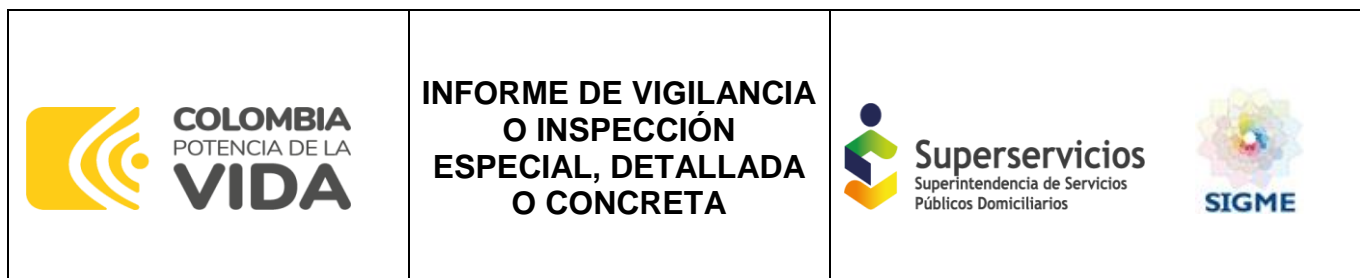 COLOMBIA
POTENCIA DE LA
VIDA
INFORME DE VIGILANCIA
O INSPECCIÓN
ESPECIAL, DETALLADA
O CONCRETA
Superservicios
Superintendencia de Servicios
Públicos Domiciliarios
SIGME